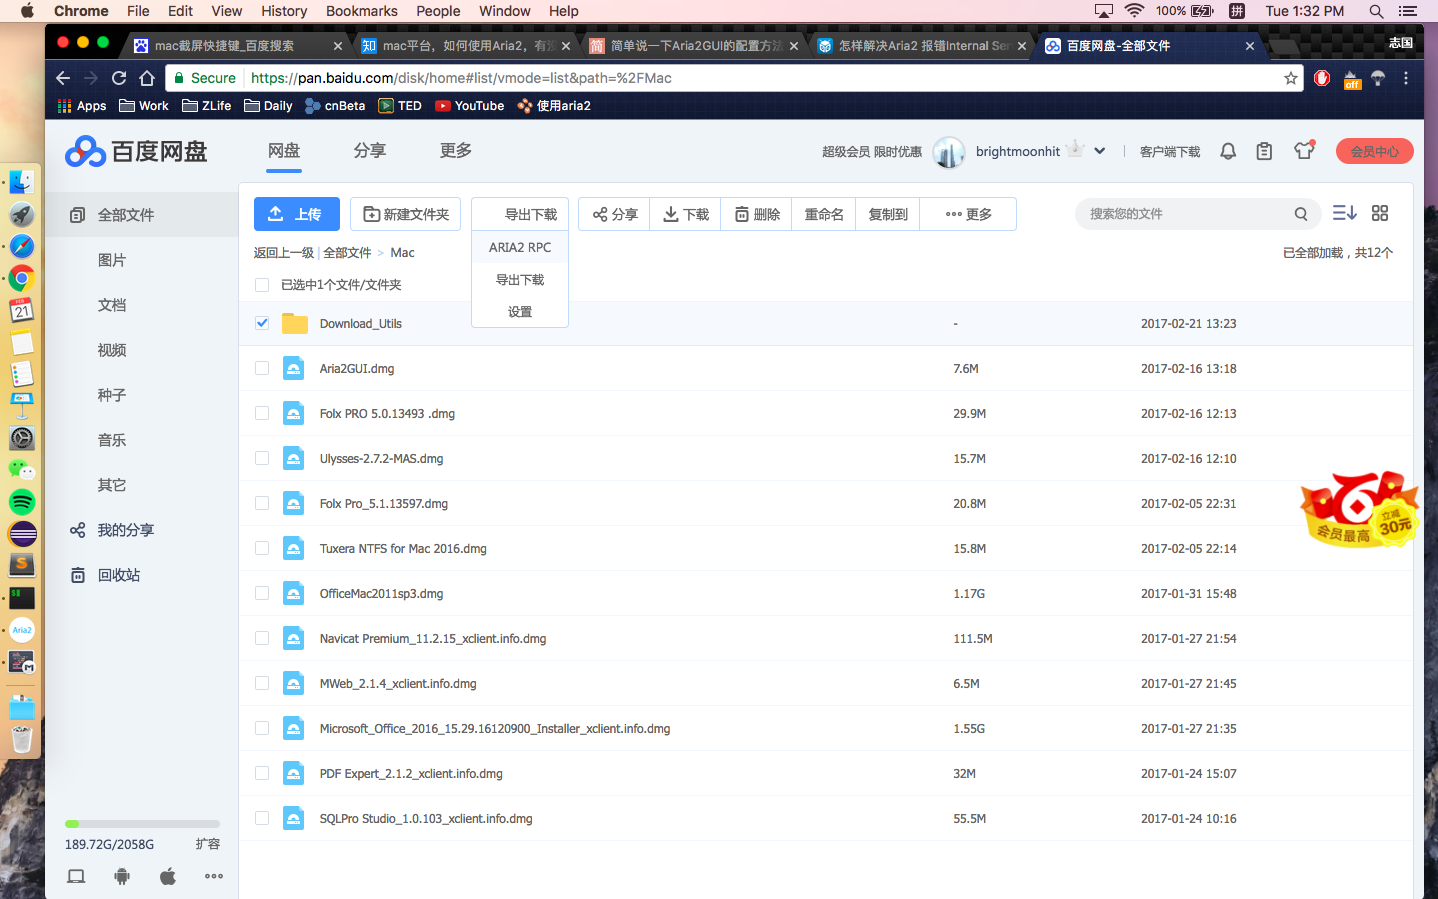 Chrome File Edit View History Bookmarks People Window Help 100% 拼 Tue 1:32 PM
mac截屏快捷键_百度搜索 知 mac平台，如何使用Aria2，有没 简 简单说一下Aria2GUI的配置方法 怎样解决Aria2 报错Internal Ser 百度网盘-全部文件 志国
Secure https://pan.baidu.com/disk/home#list/vmode=list&path=%2FMac off
Apps Work ZLife Daily cnBeta TED YouTube 使用aria2
百度网盘 网盘 分享 更多 超级会员 限时优惠 brightmoonhit 客户端下载 会员中心
FEB
21
Aria2
全部文件
图片
文档
视频
种子
音乐
其它
我的分享
回收站
189.72G/2058G 扩容
上传 新建文件夹 导出下载 分享 下载 删除 重命名 复制到 更多 搜索您的文件
ARIA2 RPC
导出下载
设置
返回上一级 | 全部文件 > Mac 已全部加载，共12个
已选中1个文件/文件夹
Download_Utils - 2017-02-21 13:23
Aria2GUI.dmg 7.6M 2017-02-16 13:18
Folx PRO 5.0.13493 .dmg 29.9M 2017-02-16 12:13
Ulysses-2.7.2-MAS.dmg 15.7M 2017-02-16 12:10
Folx Pro_5.1.13597.dmg 20.8M 2017-02-05 22:31
Tuxera NTFS for Mac 2016.dmg 15.8M 2017-02-05 22:14
OfficeMac2011sp3.dmg 1.17G 2017-01-31 15:48
Navicat Premium_11.2.15_xclient.info.dmg 111.5M 2017-01-27 21:54
MWeb_2.1.4_xclient.info.dmg 6.5M 2017-01-27 21:45
Microsoft_Office_2016_15.29.16120900_Installer_xclient.info.dmg 1.55G 2017-01-27 21:35
PDF Expert_2.1.2_xclient.info.dmg 32M 2017-01-24 15:07
SQLPro Studio_1.0.103_xclient.info.dmg 55.5M 2017-01-24 10:16
会员最高
立减
30元